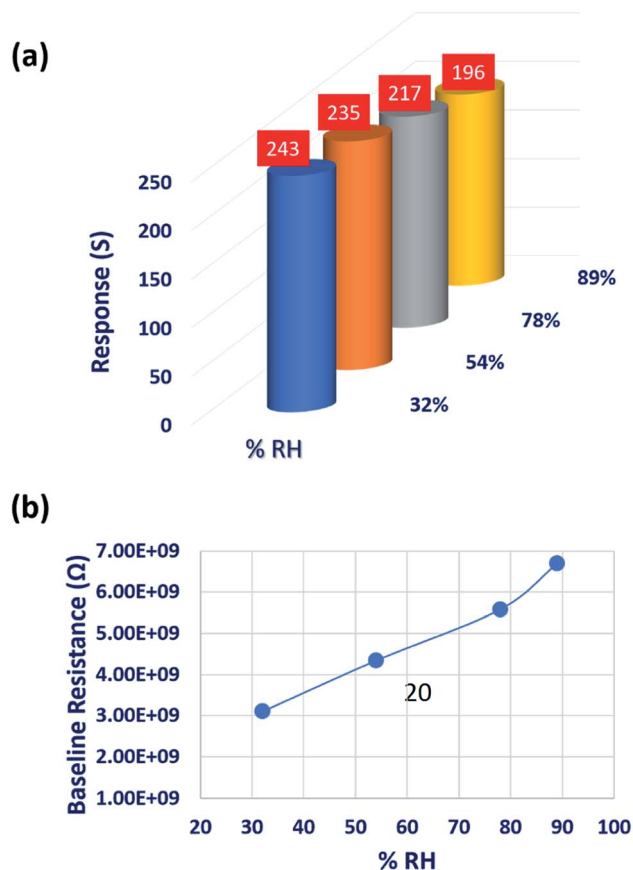 (a)
243
235
217
196
250
200
150
100
50
0
Response (S)
% RH
32%
54%
78%
89%
(b)
7.00E+09
6.00E+09
5.00E+09
4.00E+09
3.00E+09
2.00E+09
1.00E+09
Baseline Resistance (Ω)
20
20 30 40 50 60 70 80 90 100
% RH